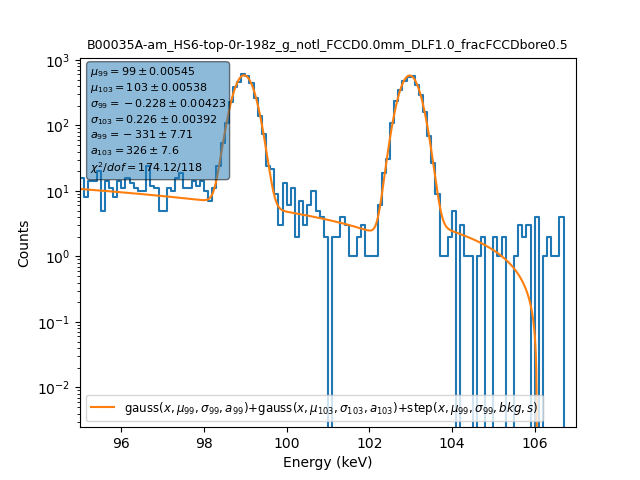 B00035A-am_HS6-top-0r-198z_g_notl_FCCD0.0mm_DLF1.0_fracFCCDbore0.5
μ₉₉ = 99 ± 0.00545
μ₁₀₃ = 103 ± 0.00538
σ₉₉ = − 0.228 ± 0.00423
σ₁₀₃ = 0.226 ± 0.00392
a₉₉ = − 331 ± 7.71
a₁₀₃ = 326 ± 7.6
χ²/dof = 174.12/118
10³
10²
10¹
10⁰
10⁻¹
10⁻²
Counts
gauss(x, μ₉₉, σ₉₉, a₉₉)+gauss(x, μ₁₀₃, σ₁₀₃, a₁₀₃)+step(x, μ₉₉, σ₉₉, bkg, s)
96 98 100 102 104 106
Energy (keV)